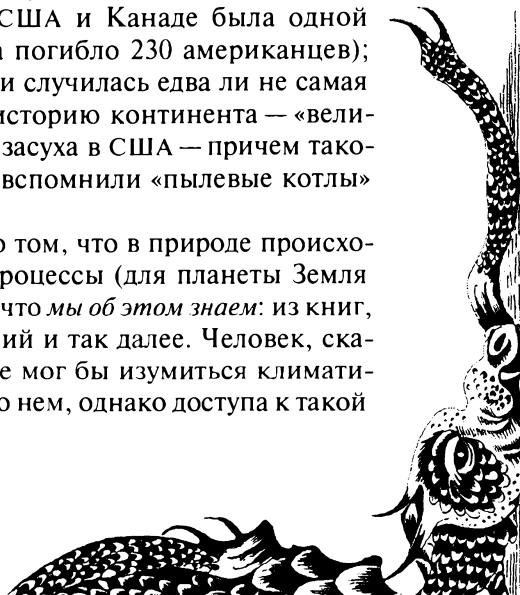 США и Канаде была одной
погибло 230 американцев);
и случилась едва ли не самая
историю континента — «вели-
засуха в США — причем тако-
вспомнили «пылевые котлы»
том, что в природе происхо-
роцессы (для планеты Земля
что мы об этом знаем: из книг,
ий и так далее. Человек, ска-
е мог бы изумиться климати-
о нем, однако доступа к такой